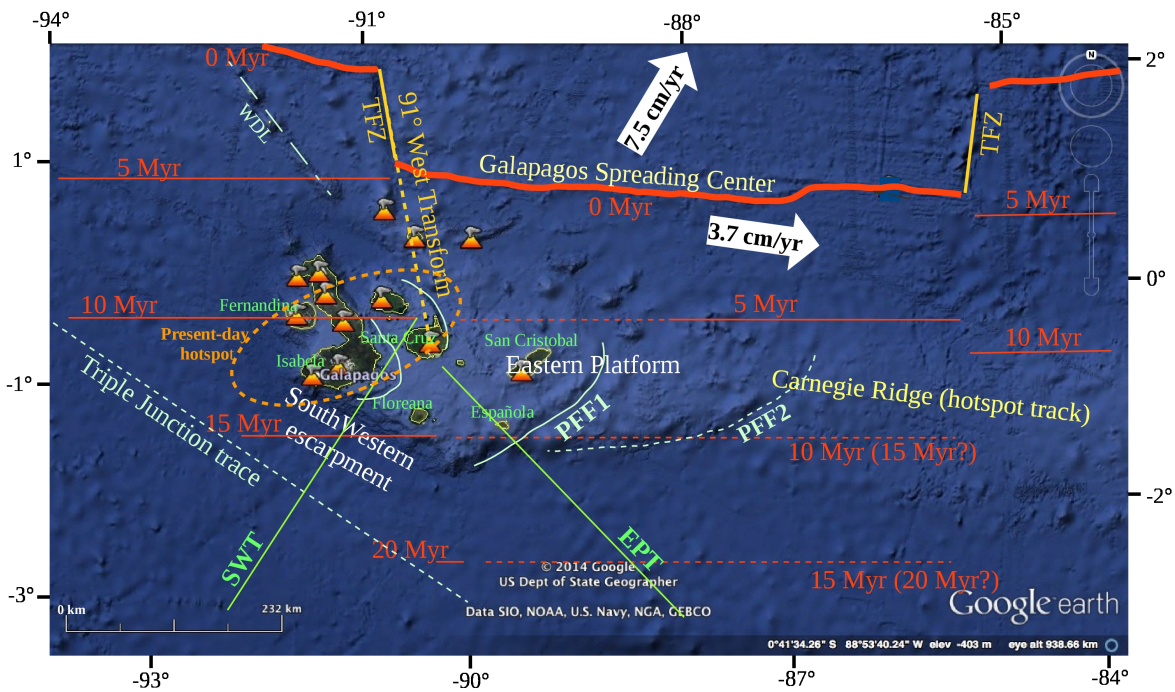 -94°
-91°
-88°
-85°
N
0 Myr
2°
WDL
TFZ
91° West Transform
7.5 cm/yr
TFZ
1°
5 Myr
Galapagos Spreading Center
0 Myr
5 Myr
3.7 cm/yr
0°
10 Myr
Fernandina
5 Myr
Present-day
hotspot
Santa Cruz
San Cristobal
10 Myr
Isabela
Galapagos
Eastern Platform
-1°
Triple Junction trace
SouthWestern
escarpment
Floreana
Española
PFF1
PFF2
Carnegie Ridge (hotspot track)
15 Myr
10 Myr (15 Myr?)
-2°
SWT
20 Myr
EPT
© 2014 Google
US Dept of State Geographer
15 Myr (20 Myr?)
-3°
0 km
232 km
Data SIO, NOAA, U.S. Navy, NGA, GEBCO
Google earth
0°41'34.26" S 88°53'40.24" W elev -403 m eye alt 938.66 km
-93°
-90°
-87°
-84°